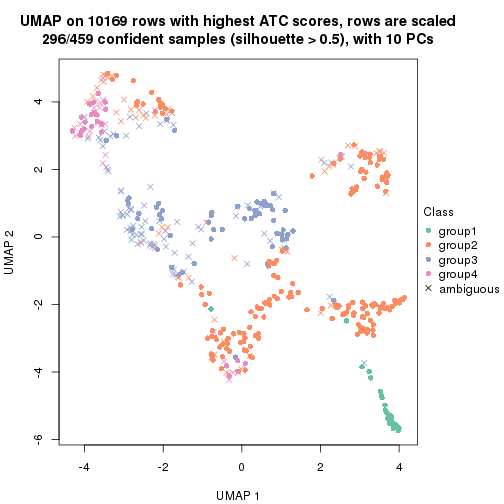 UMAP on 10169 rows with highest ATC scores, rows are scaled
296/459 confident samples (silhouette > 0.5), with 10 PCs
4
2
0
-2
-4
-6
UMAP 2
-4
-2
0
2
4
UMAP 1
Class
group1
group2
group3
group4
ambiguous